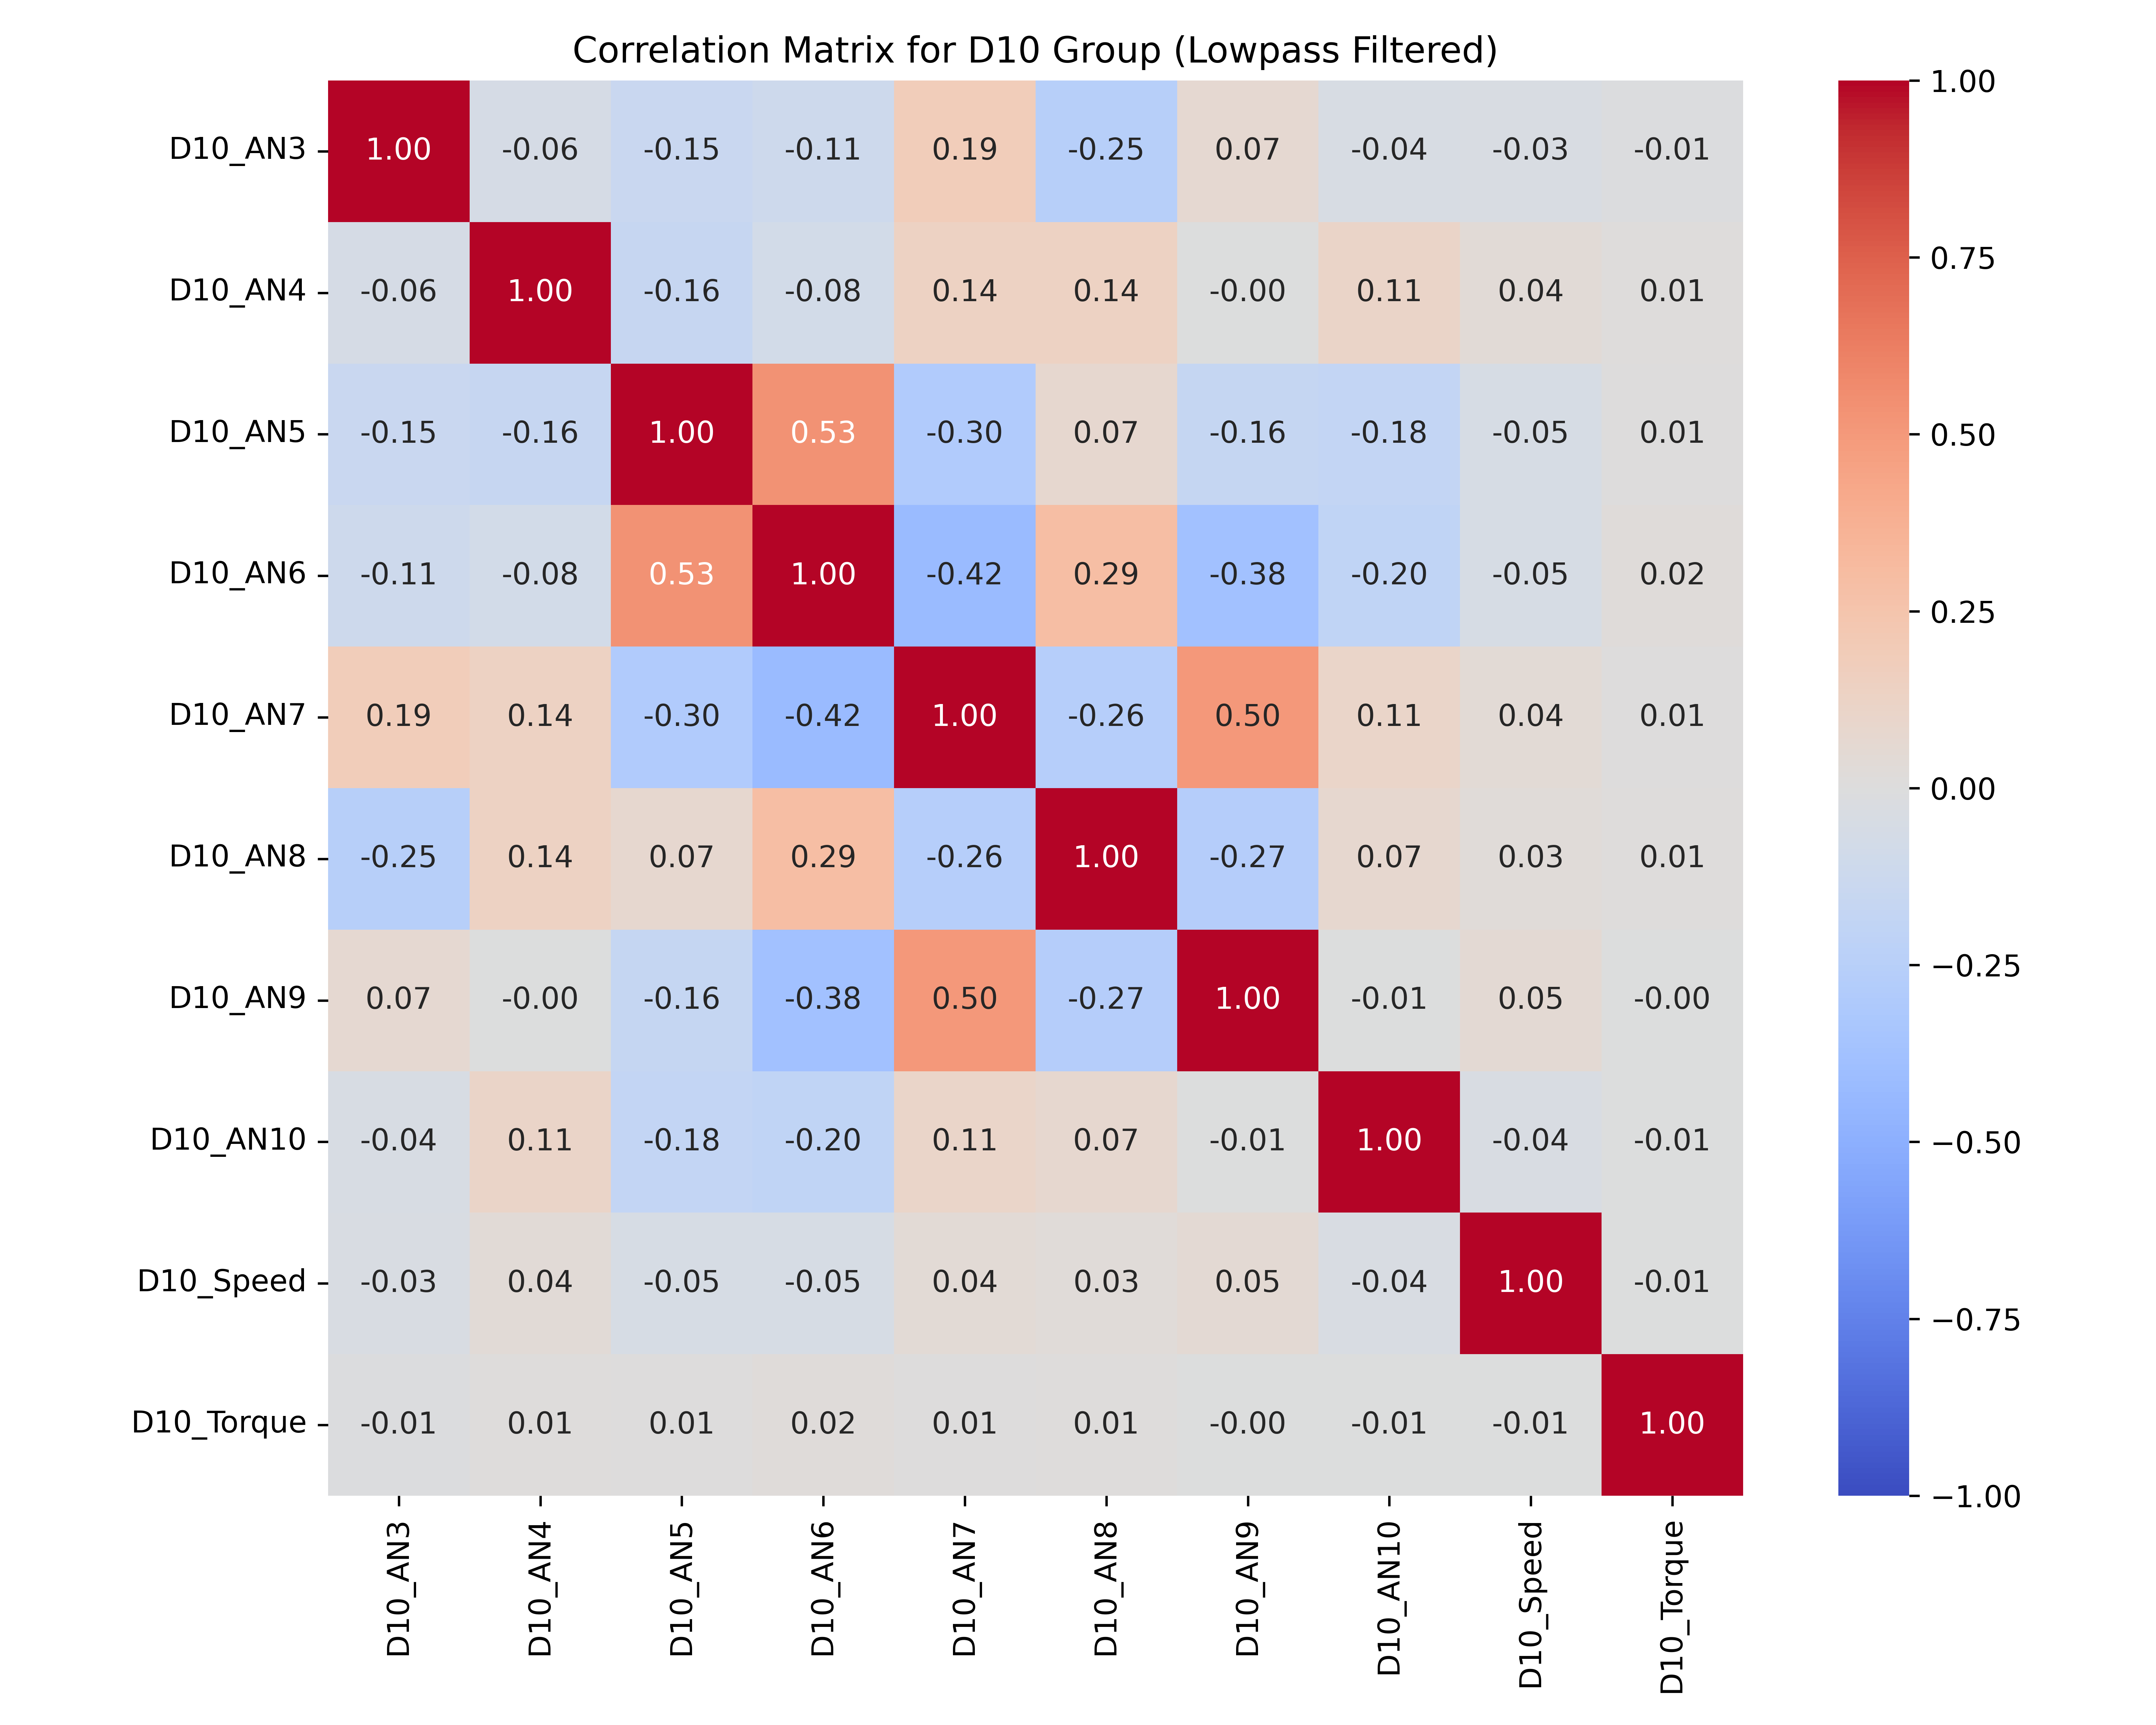 Correlation Matrix for D10 Group (Lowpass Filtered)
D10_AN3 1.00 -0.06 -0.15 -0.11 0.19 -0.25 0.07 -0.04 -0.03 -0.01
D10_AN4 -0.06 1.00 -0.16 -0.08 0.14 0.14 -0.00 0.11 0.04 0.01
D10_AN5 -0.15 -0.16 1.00 0.53 -0.30 0.07 -0.16 -0.18 -0.05 0.01
D10_AN6 -0.11 -0.08 0.53 1.00 -0.42 0.29 -0.38 -0.20 -0.05 0.02
D10_AN7 0.19 0.14 -0.30 -0.42 1.00 -0.26 0.50 0.11 0.04 0.01
D10_AN8 -0.25 0.14 0.07 0.29 -0.26 1.00 -0.27 0.07 0.03 0.01
D10_AN9 0.07 -0.00 -0.16 -0.38 0.50 -0.27 1.00 -0.01 0.05 -0.00
D10_AN10 -0.04 0.11 -0.18 -0.20 0.11 0.07 -0.01 1.00 -0.04 -0.01
D10_Speed -0.03 0.04 -0.05 -0.05 0.04 0.03 0.05 -0.04 1.00 -0.01
D10_Torque -0.01 0.01 0.01 0.02 0.01 0.01 -0.00 -0.01 -0.01 1.00
D10_AN3 D10_AN4 D10_AN5 D10_AN6 D10_AN7 D10_AN8 D10_AN9 D10_AN10 D10_Speed D10_Torque
1.00
0.75
0.50
0.25
0.00
−0.25
−0.50
−0.75
−1.00